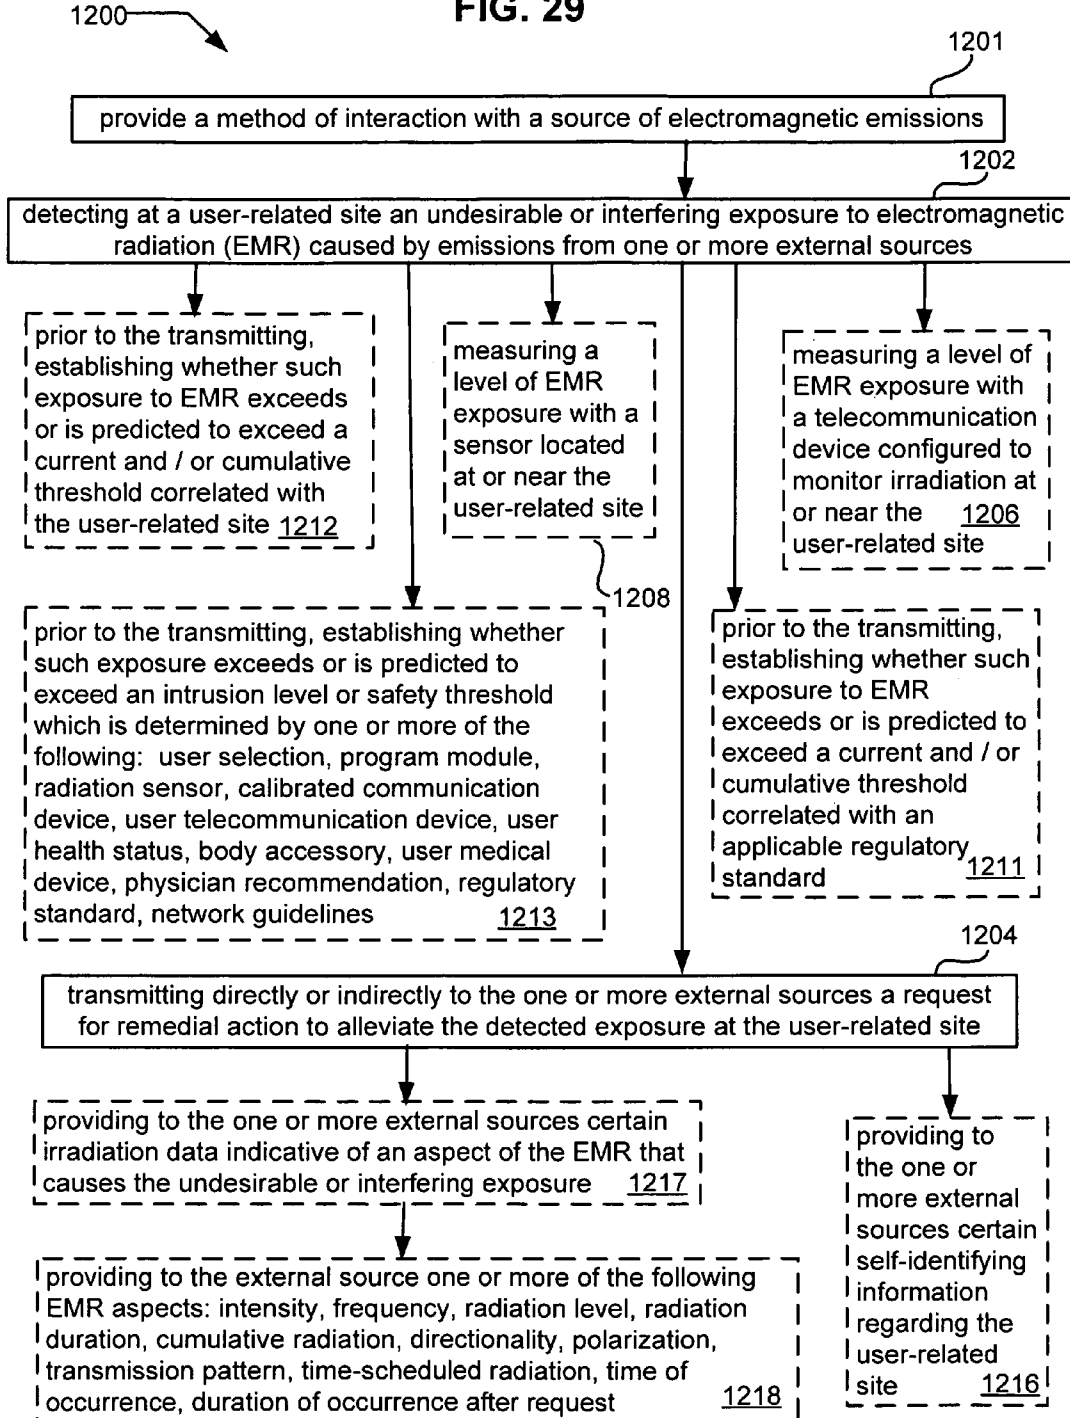 FIG. 29
1200
1201
provide a method of interaction with a source of electromagnetic emissions
1202
detecting at a user-related site an undesirable or interfering exposure to electromagnetic
radiation (EMR) caused by emissions from one or more external sources
prior to the transmitting,
establishing whether such
exposure to EMR exceeds
or is predicted to exceed a
current and / or cumulative
threshold correlated with
the user-related site 1212
measuring a
level of EMR
exposure with a
sensor located
at or near the
user-related site
1208
measuring a level of
EMR exposure with
a telecommunication
device configured to
monitor irradiation at
or near the 1206
user-related site
prior to the transmitting, establishing whether
such exposure exceeds or is predicted to
exceed an intrusion level or safety threshold
which is determined by one or more of the
following: user selection, program module,
radiation sensor, calibrated communication
device, user telecommunication device, user
health status, body accessory, user medical
device, physician recommendation, regulatory
standard, network guidelines 1213
prior to the transmitting,
establishing whether such
exposure to EMR
exceeds or is predicted to
exceed a current and / or
cumulative threshold
correlated with an
applicable regulatory
standard 1211
1204
transmitting directly or indirectly to the one or more external sources a request
for remedial action to alleviate the detected exposure at the user-related site
providing to the one or more external sources certain
irradiation data indicative of an aspect of the EMR that
causes the undesirable or interfering exposure 1217
providing to the external source one or more of the following
EMR aspects: intensity, frequency, radiation level, radiation
duration, cumulative radiation, directionality, polarization,
transmission pattern, time-scheduled radiation, time of
occurrence, duration of occurrence after request 1218
providing to
the one or
more external
sources certain
self-identifying
information
regarding the
user-related
site 1216